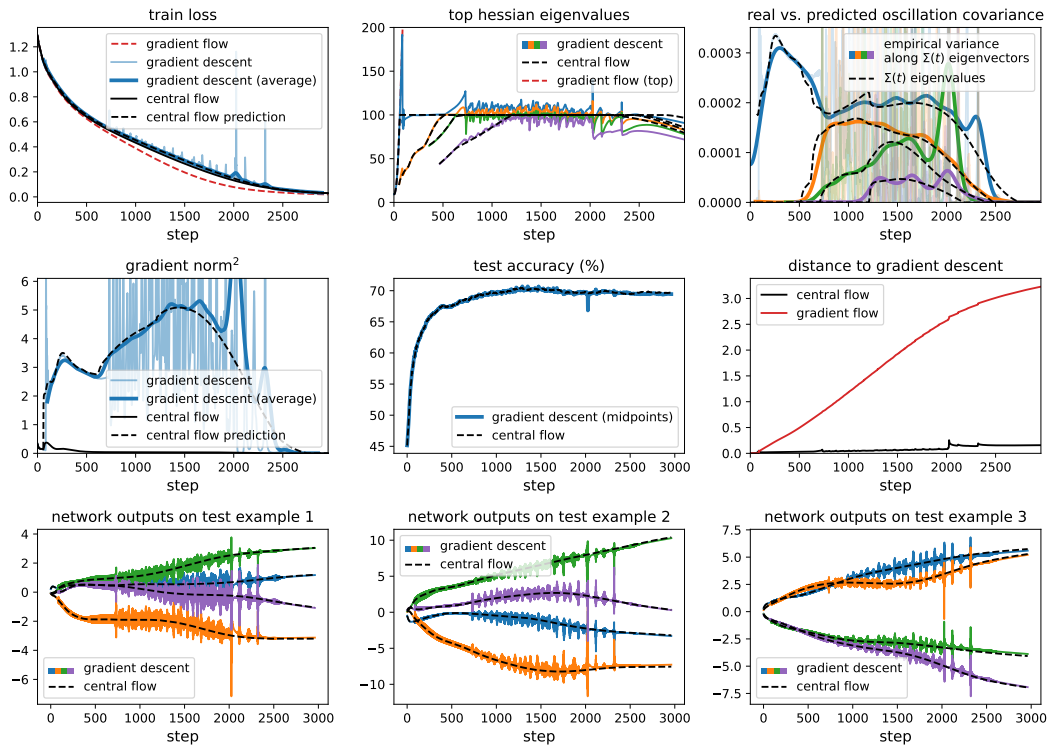 train loss
1.2
1.0
0.8
0.6
0.4
0.2
0.0
0 500 1000 1500 2000 2500
step
gradient flow
gradient descent
gradient descent (average)
central flow
central flow prediction
top hessian eigenvalues
200
150
100
50
0
0 500 1000 1500 2000 2500
step
gradient descent
central flow
gradient flow (top)
real vs. predicted oscillation covariance
0.0003
0.0002
0.0001
0.0000
0 500 1000 1500 2000 2500
step
empirical variance
along Σ(t) eigenvectors
Σ(t) eigenvalues
gradient norm²
6
5
4
3
2
1
0
0 500 1000 1500 2000 2500
step
gradient descent
gradient descent (average)
central flow
central flow prediction
test accuracy (%)
70
65
60
55
50
45
0 500 1000 1500 2000 2500 3000
step
gradient descent (midpoints)
central flow
distance to gradient descent
3.0
2.5
2.0
1.5
1.0
0.5
0.0
0 500 1000 1500 2000 2500
step
central flow
gradient flow
network outputs on test example 1
4
2
0
−2
−4
−6
0 500 1000 1500 2000 2500 3000
step
gradient descent
central flow
network outputs on test example 2
10
5
0
−5
−10
0 500 1000 1500 2000 2500 3000
step
gradient descent
central flow
network outputs on test example 3
7.5
5.0
2.5
0.0
−2.5
−5.0
−7.5
0 500 1000 1500 2000 2500 3000
step
gradient descent
central flow